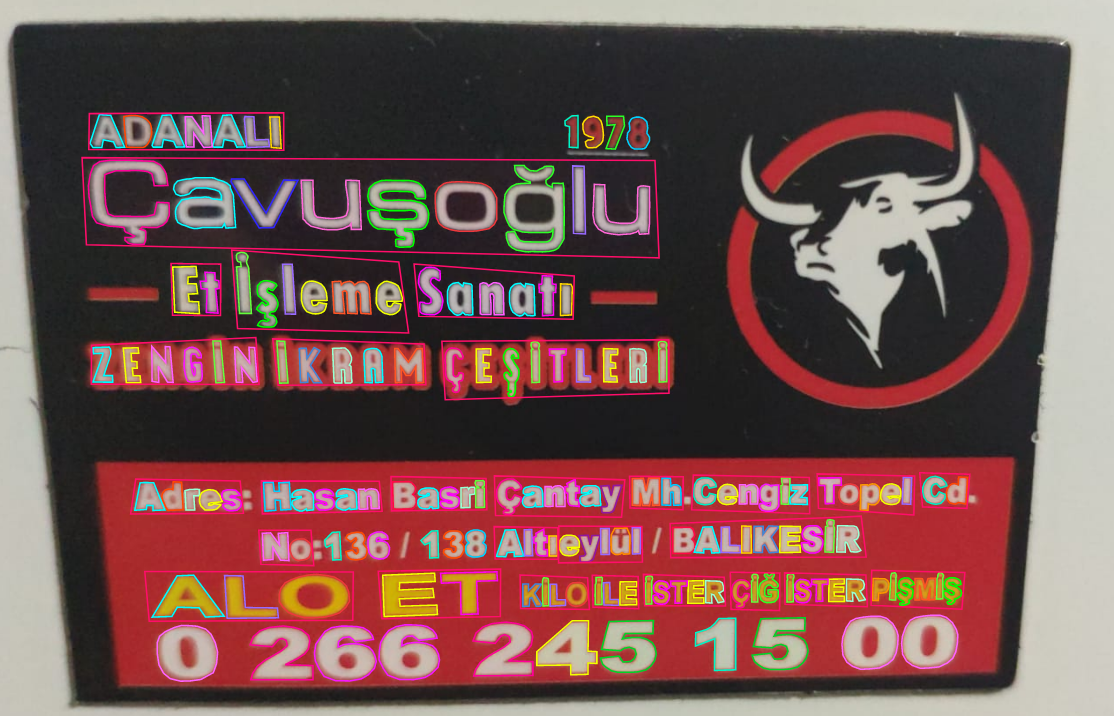 ADANALI 1978
Çavuşoğlu
Et İşleme Sanatı
ZENGİN İKRAM ÇEŞİTLERİ
Adres: Hasan Basri Çantay Mh.Cengiz Topel Cd.
No:136 / 138 Altıeylül / BALIKESİR
ALO ET KİLO İLE İSTER ÇİĞ İSTER PİŞMİŞ
0 266 245 15 00